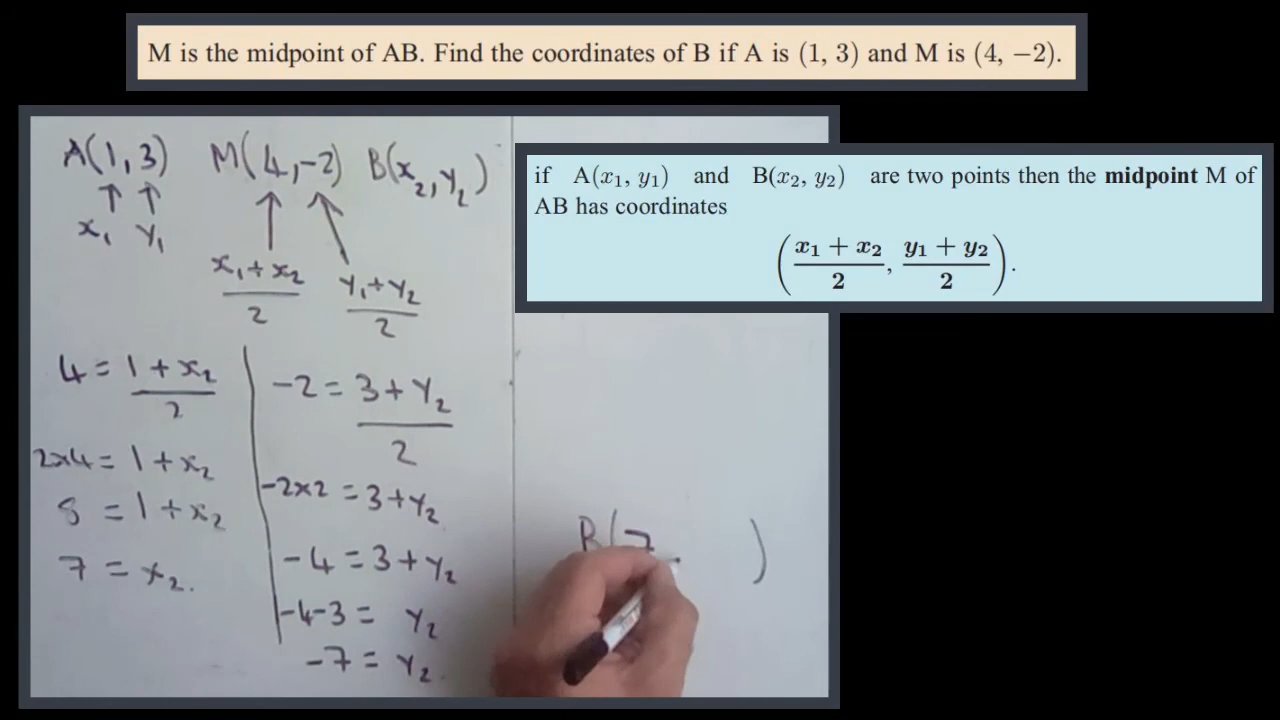 M is the midpoint of AB. Find the coordinates of B if A is (1, 3) and M is (4, −2).
A(1, 3) M(4, -2) B(x₂, y₂)
x₁ y₁
x₁+x₂
2
y₁+y₂
2
if A(x₁, y₁) and B(x₂, y₂) are two points then the midpoint M of
AB has coordinates
(x₁ + x₂ / 2, y₁ + y₂ / 2).
4 = 1 + x₂
2
2x4 = 1 + x₂
8 = 1 + x₂
7 = x₂.
-2 = 3 + y₂
2
-2x2 = 3 + y₂
-4 = 3 + y₂
-4-3 = y₂
-7 = y₂.
B(7 )